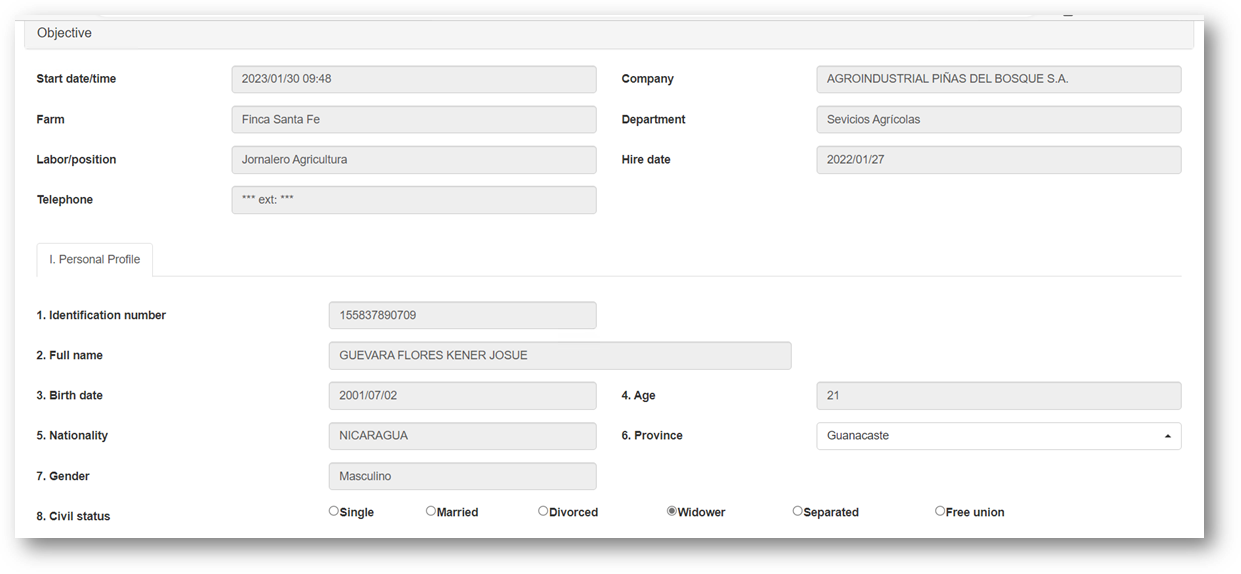 Objective
Start date/time 2023/01/30 09:48 Company AGROINDUSTRIAL PIÑAS DEL BOSQUE S.A.
Farm Finca Santa Fe Department Sevicios Agrícolas
Labor/position Jornalero Agricultura Hire date 2022/01/27
Telephone *** ext: ***
I. Personal Profile
1. Identification number 155837890709
2. Full name GUEVARA FLORES KENER JOSUE
3. Birth date 2001/07/02 4. Age 21
5. Nationality NICARAGUA 6. Province Guanacaste
7. Gender Masculino
8. Civil status Single Married Divorced Widower Separated Free union